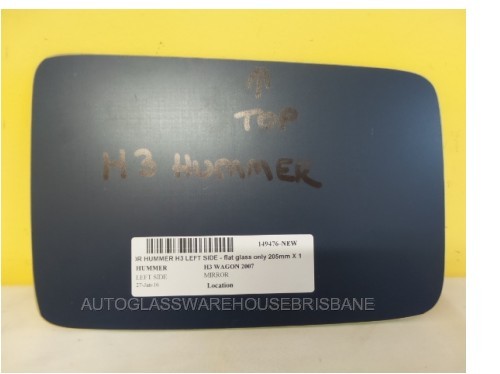 TOP
H3 HUMMER
149476-NEW
IR HUMMER H3 LEFT SIDE - flat glass only 205mm X 1
HUMMER H3 WAGON 2007
LEFT SIDE MIRROR
Location
AUTOGLASSWAREHOUSEBRISBANE